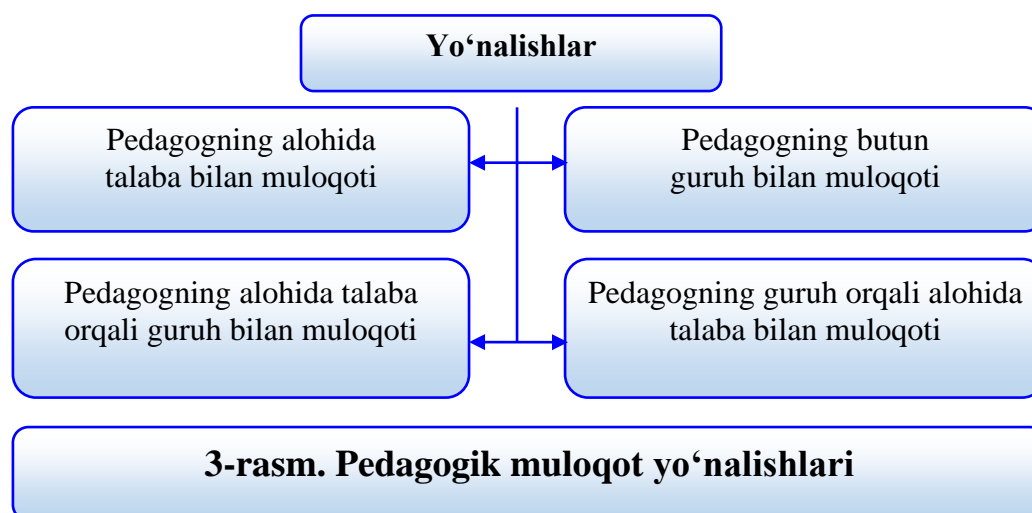 Yo‘nalishlar
Pedagogning alohida
talaba bilan muloqoti
Pedagogning butun
guruh bilan muloqoti
Pedagogning alohida talaba
orqali guruh bilan muloqoti
Pedagogning guruh orqali alohida
talaba bilan muloqoti
3-rasm. Pedagogik muloqot yo‘nalishlari